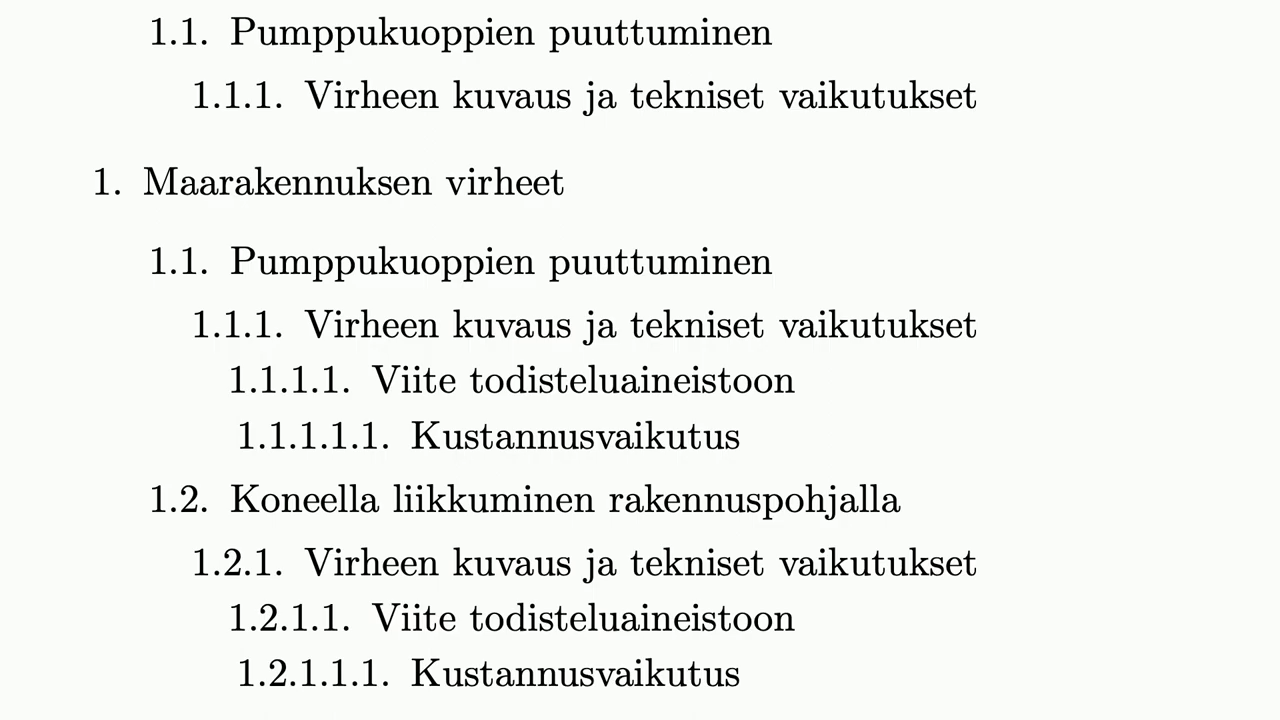 1.1. Pumppukuoppien puuttuminen
1.1.1. Virheen kuvaus ja tekniset vaikutukset
1. Maarakennuksen virheet
1.1. Pumppukuoppien puuttuminen
1.1.1. Virheen kuvaus ja tekniset vaikutukset
1.1.1.1. Viite todisteluaineistoon
1.1.1.1.1. Kustannusvaikutus
1.2. Koneella liikkuminen rakennuspohjalla
1.2.1. Virheen kuvaus ja tekniset vaikutukset
1.2.1.1. Viite todisteluaineistoon
1.2.1.1.1. Kustannusvaikutus